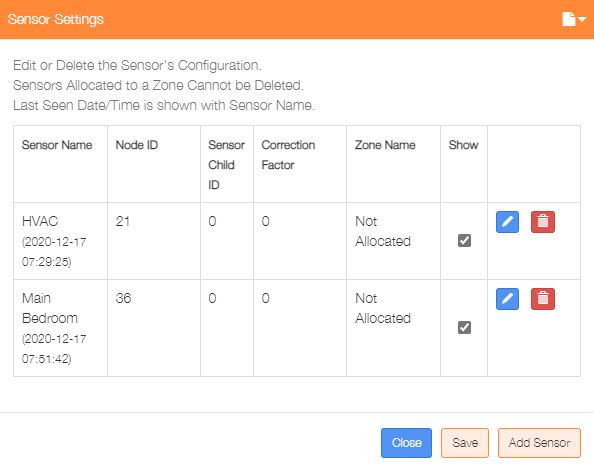 Sensor Settings
Edit or Delete the Sensor's Configuration.
Sensors Allocated to a Zone Cannot be Deleted.
Last Seen Date/Time is shown with Sensor Name.
Sensor Name Node ID Sensor Correction Zone Name Show
Child Factor
ID
HVAC 21 0 0 Not
(2020-12-17 Allocated
07:29:25)
Main 36 0 0 Not
Bedroom Allocated
(2020-12-17
07:51:42)
Close Save Add Sensor